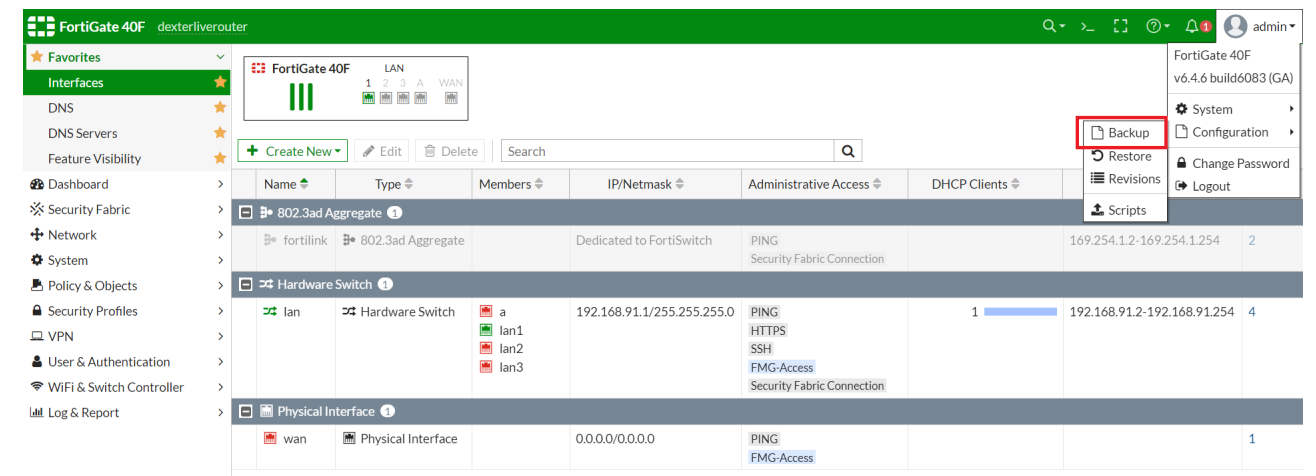 FortiGate 40F dexterliverouter
1
admin
Favorites
Interfaces
DNS
DNS Servers
Feature Visibility
Dashboard
Security Fabric
Network
System
Policy & Objects
Security Profiles
VPN
User & Authentication
WiFi & Switch Controller
Log & Report
FortiGate 40F
LAN
1 2 3 A WAN
FortiGate 40F
v6.4.6 build6083 (GA)
System
Configuration
Change Password
Logout
Backup
Restore
Revisions
Scripts
Create New Edit Delete Search
Name Type Members IP/Netmask Administrative Access DHCP Clients
802.3ad Aggregate 1
fortilink 802.3ad Aggregate Dedicated to FortiSwitch PING 169.254.1.2-169.254.1.254 2
Security Fabric Connection
Hardware Switch 1
lan Hardware Switch a 192.168.91.1/255.255.255.0 PING 1 192.168.91.2-192.168.91.254 4
lan1 HTTPS
lan2 SSH
lan3 FMG-Access
Security Fabric Connection
Physical Interface 1
wan Physical Interface 0.0.0.0/0.0.0.0 PING 1
FMG-Access